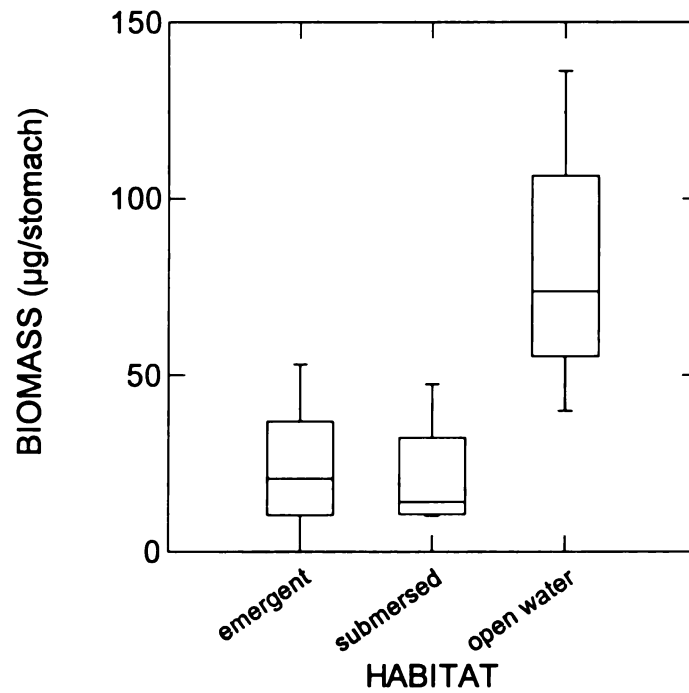 150
100
50
0
BIOMASS (µg/stomach)
emergent
submersed
open water
HABITAT